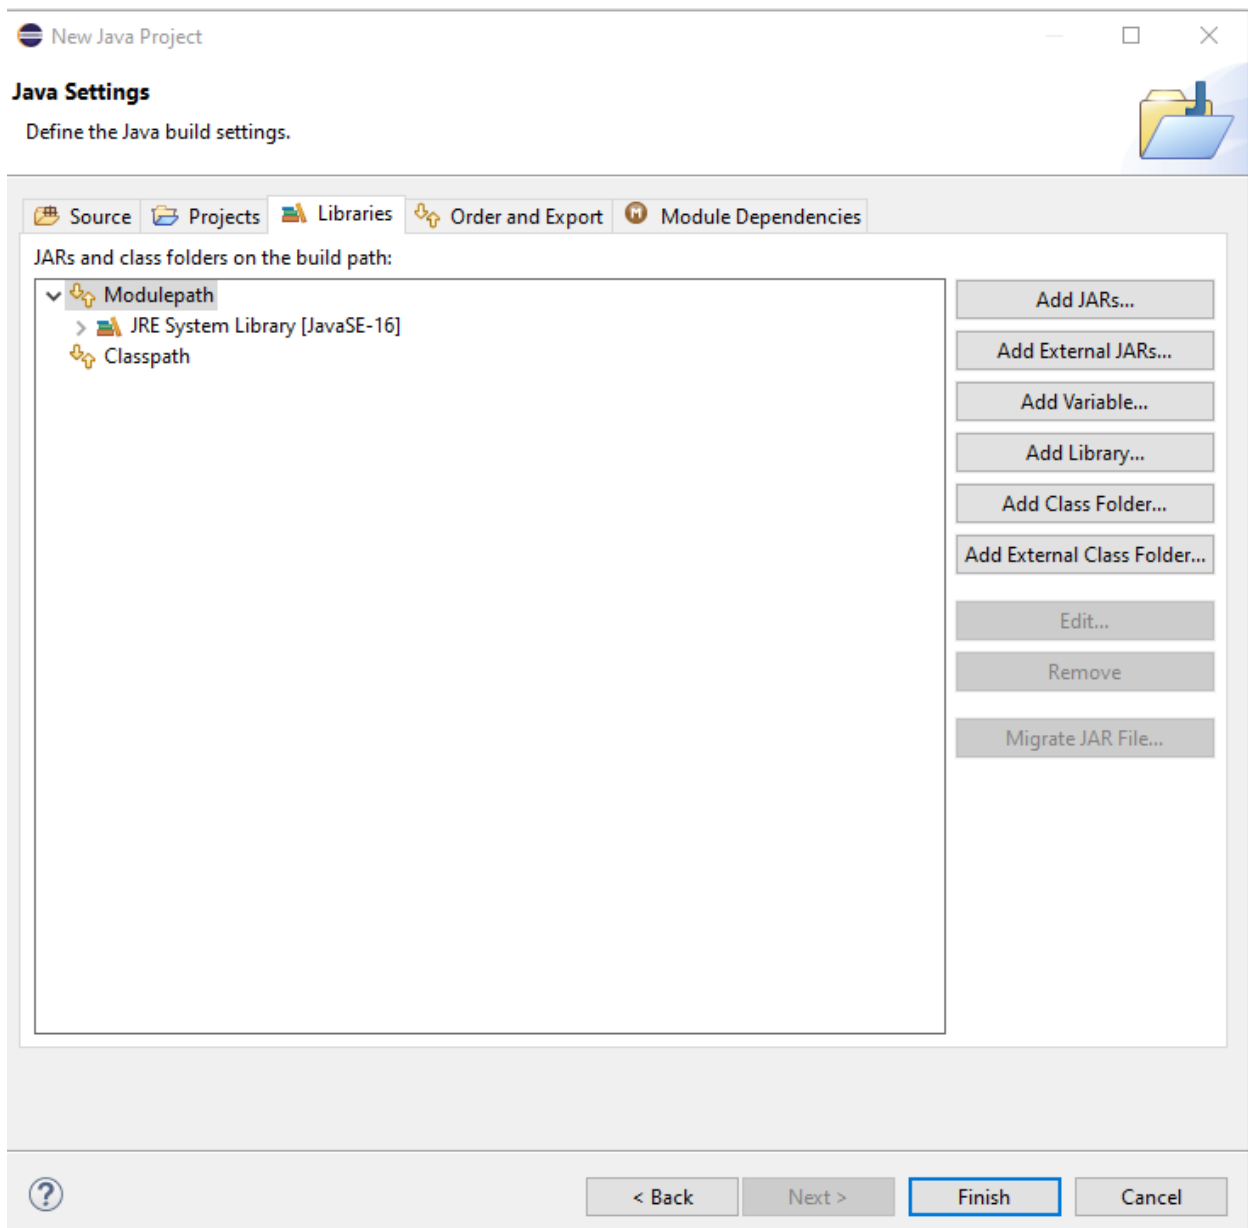 New Java Project
Java Settings
Define the Java build settings.
Source Projects Libraries Order and Export Module Dependencies
JARs and class folders on the build path:
Modulepath
JRE System Library [JavaSE-16]
Classpath
Add JARs...
Add External JARs...
Add Variable...
Add Library...
Add Class Folder...
Add External Class Folder...
Edit...
Remove
Migrate JAR File...
? < Back Next > Finish Cancel